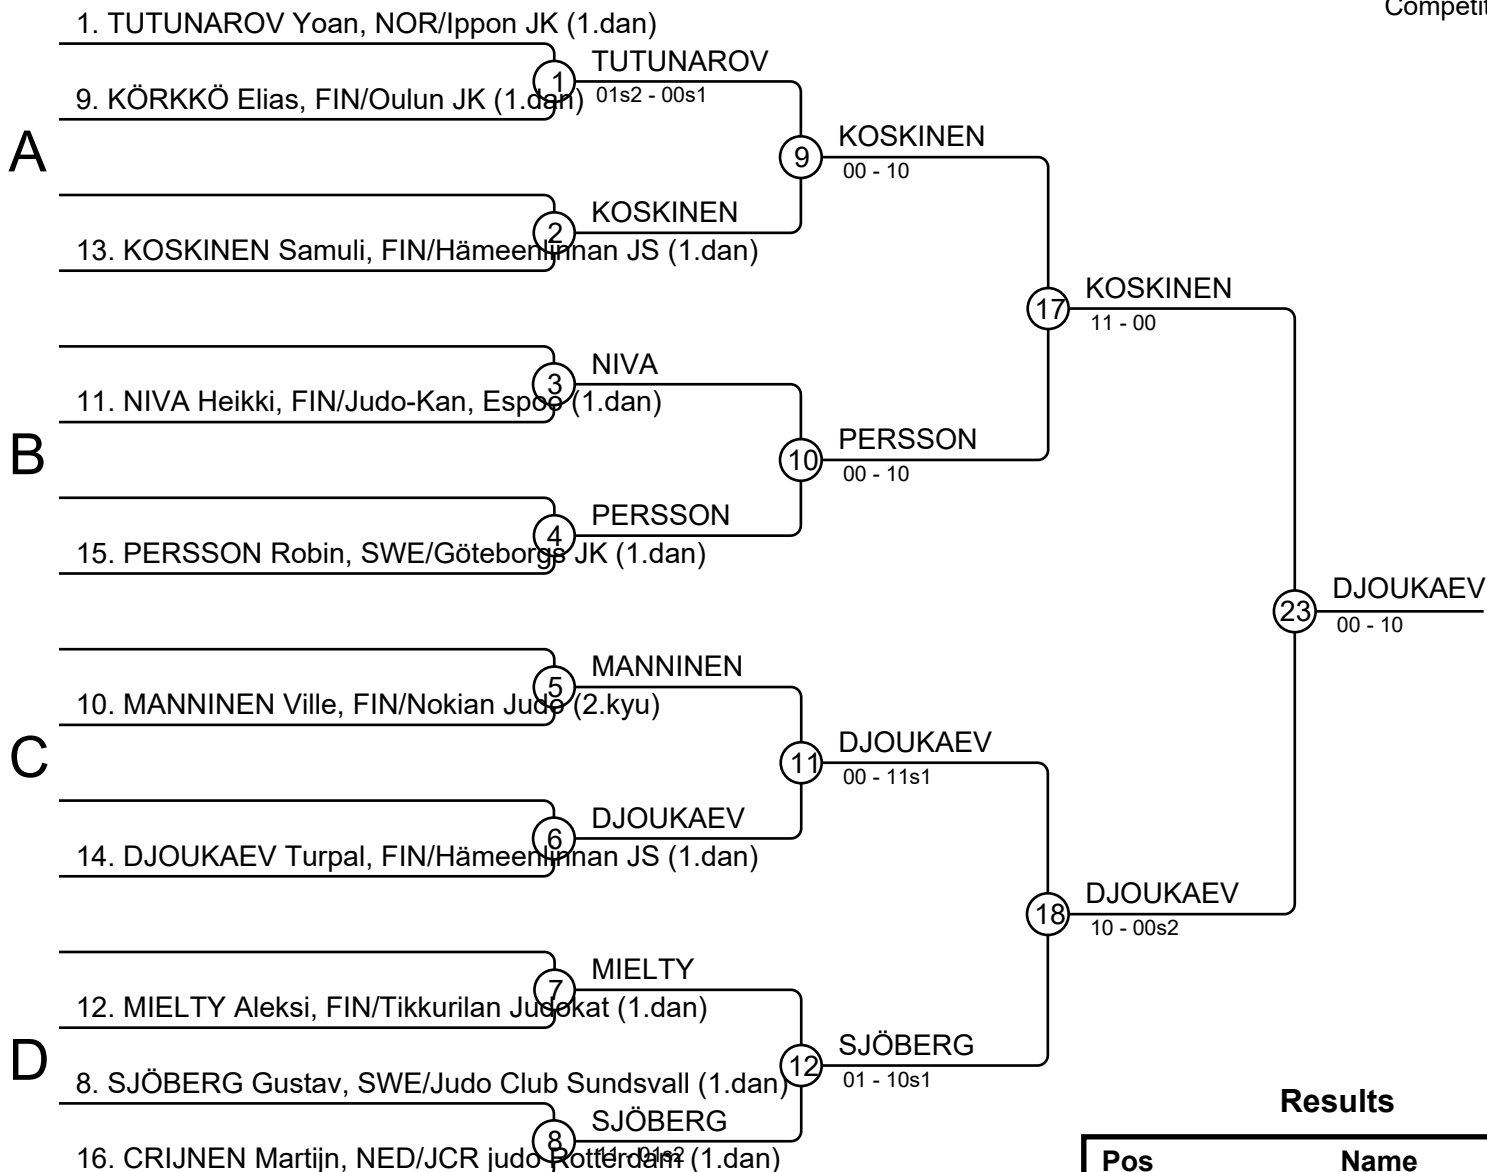 Competit
1. TUTUNAROV Yoan, NOR/Ippon JK (1.dan)
TUTUNAROV
1
01s2 - 00s1
9. KÖRKKÖ Elias, FIN/Oulun JK (1.dan)
A
KOSKINEN
9
00 - 10
KOSKINEN
2
13. KOSKINEN Samuli, FIN/Hämeenlinnan JS (1.dan)
KOSKINEN
17
11 - 00
NIVA
3
11. NIVA Heikki, FIN/Judo-Kan, Espoo (1.dan)
B
PERSSON
10
00 - 10
PERSSON
4
15. PERSSON Robin, SWE/Göteborgs JK (1.dan)
DJOUKAEV
23
00 - 10
MANNINEN
5
10. MANNINEN Ville, FIN/Nokian Judo (2.kyu)
C
DJOUKAEV
11
00 - 11s1
DJOUKAEV
6
14. DJOUKAEV Turpal, FIN/Hämeenlinnan JS (1.dan)
DJOUKAEV
18
10 - 00s2
MIELTY
7
12. MIELTY Aleksi, FIN/Tikkurilan Judokat (1.dan)
D
SJÖBERG
12
01 - 10s1
8. SJÖBERG Gustav, SWE/Judo Club Sundsvall (1.dan)
SJÖBERG
8
11 - 01s2
16. CRIJNEN Martijn, NED/JCR judo Rotterdam (1.dan)
Results
Pos Name